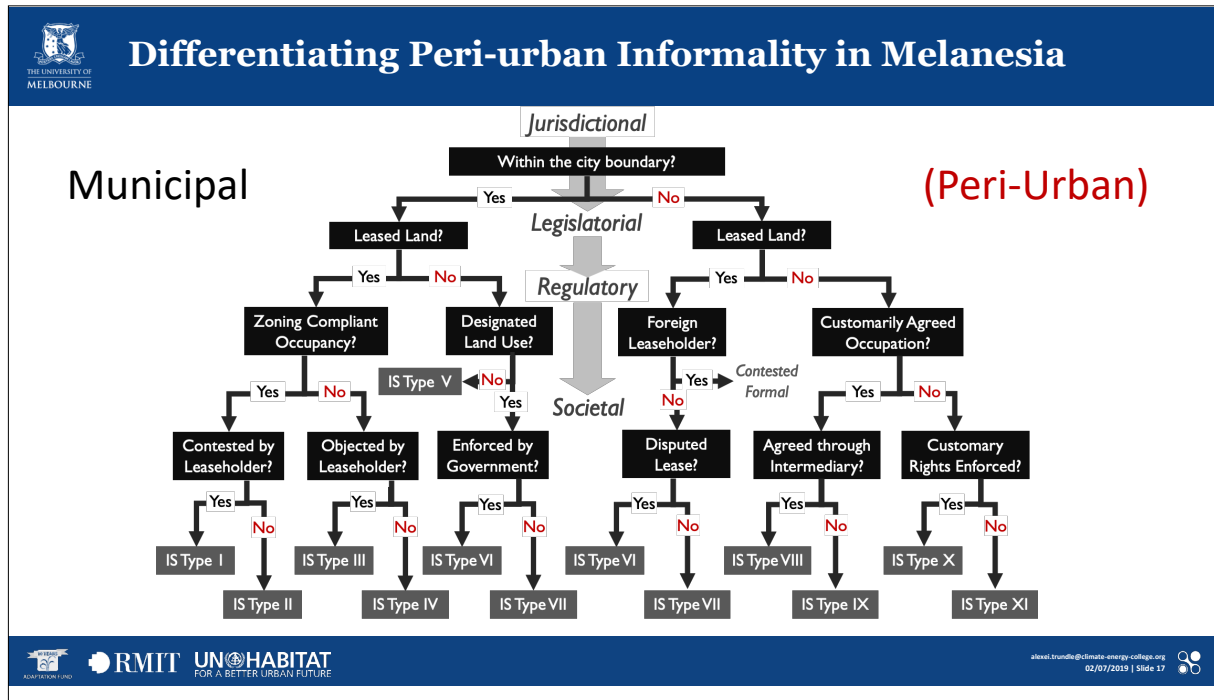 THE UNIVERSITY OF
MELBOURNE
Differentiating Peri-urban Informality in Melanesia
Jurisdictional
Within the city boundary?
Municipal
(Peri-Urban)
Yes
No
Legislatorial
Leased Land?
Leased Land?
Yes
No
Yes
No
Regulatory
Zoning Compliant
Occupancy?
Designated
Land Use?
Foreign
Leaseholder?
Customarily Agreed
Occupation?
IS Type V
No
Yes
Yes
No
Contested
Formal
Yes
No
Yes
No
Societal
Contested by
Leaseholder?
Objected by
Leaseholder?
Enforced by
Government?
Disputed
Lease?
Agreed through
Intermediary?
Customary
Rights Enforced?
Yes
No
Yes
No
Yes
No
Yes
No
Yes
No
Yes
No
IS Type I
IS Type III
IS Type VI
IS Type VI
IS Type VIII
IS Type X
IS Type II
IS Type IV
IS Type VII
IS Type VII
IS Type IX
IS Type XI
ADAPTATION FUND
RMIT
UN HABITAT
FOR A BETTER URBAN FUTURE
alexei.trundle@climate-energy-college.org
02/07/2019 | Slide 17